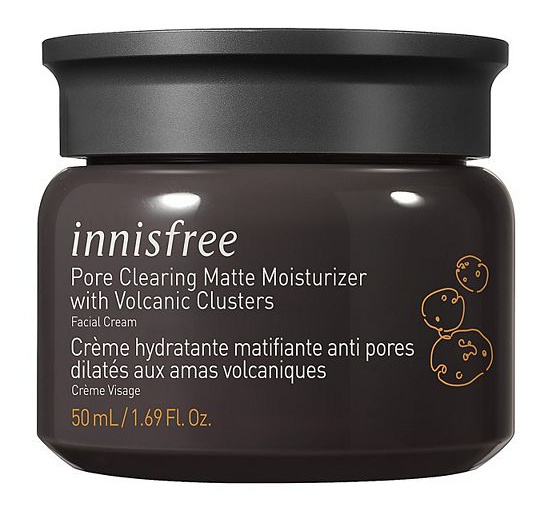 innisfree
Pore Clearing Matte Moisturizer
with Volcanic Clusters
Facial Cream
Crème hydratante matifiante anti pores
dilatés aux amas volcaniques
Crème Visage
50 mL / 1.69 Fl. Oz.